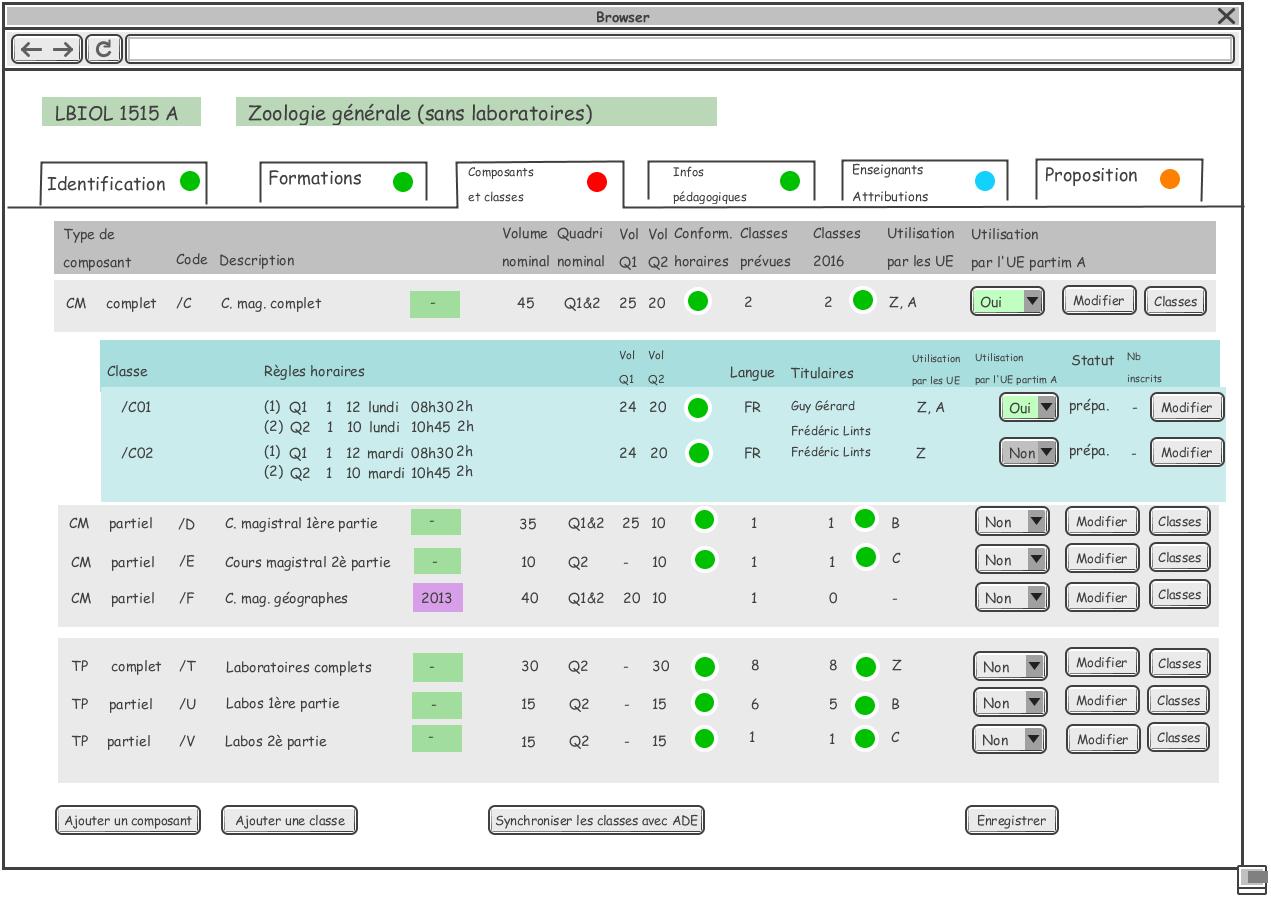 Browser
LBIOL 1515 A Zoologie générale (sans laboratoires)
Identification Formations Composants et classes Infos pédagogiques Enseignants Attributions Proposition
Type de composant Code Description Volume nominal Quadri nominal Vol Q1 Vol Q2 Conform. horaires Classes prévues Classes 2016 Utilisation par les UE Utilisation par l'UE partim A
CM complet /C C. mag. complet - 45 Q1&2 25 20 2 2 Z, A Oui Modifier Classes
Classe Règles horaires Vol Q1 Vol Q2 Langue Titulaires Utilisation par les UE Utilisation par l'UE partim A Statut Nb inscrits
/C01 (1) Q1 1 12 lundi 08h30 2h 24 20 FR Guy Gérard Z, A Oui prépa. - Modifier
(2) Q2 1 10 lundi 10h45 2h Frédéric Lints
/C02 (1) Q1 1 12 mardi 08h30 2h 24 20 FR Frédéric Lints Z Non prépa. - Modifier
(2) Q2 1 10 mardi 10h45 2h
CM partiel /D C. magistral 1ère partie - 35 Q1&2 25 10 1 1 B Non Modifier Classes
CM partiel /E Cours magistral 2è partie - 10 Q2 - 10 1 1 C Non Modifier Classes
CM partiel /F C. mag. géographes 2013 40 Q1&2 20 10 1 0 - Non Modifier Classes
TP complet /T Laboratoires complets - 30 Q2 - 30 8 8 Z Non Modifier Classes
TP partiel /U Labos 1ère partie - 15 Q2 - 15 6 5 B Non Modifier Classes
TP partiel /V Labos 2è partie - 15 Q2 - 15 1 1 C Non Modifier Classes
Ajouter un composant Ajouter une classe Synchroniser les classes avec ADE Enregistrer